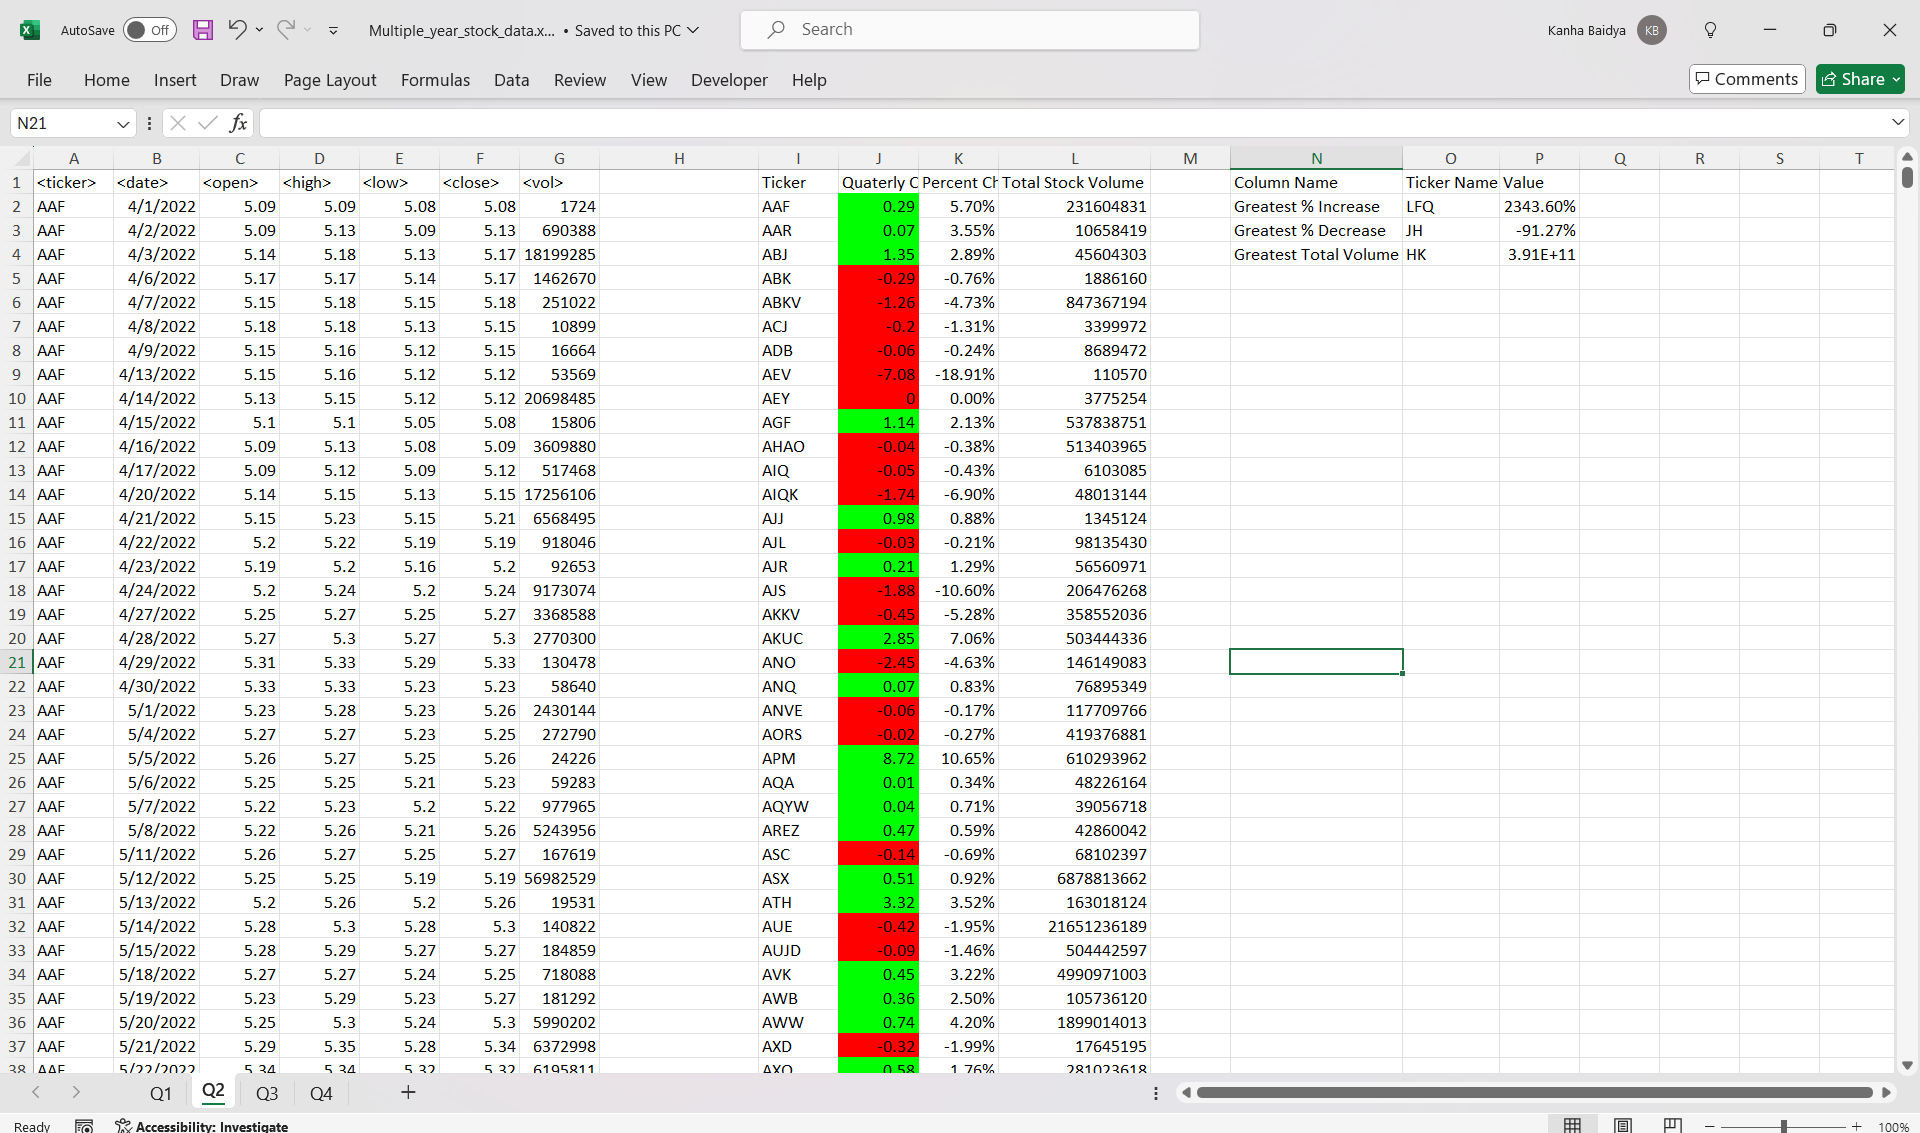 AutoSave Off Multiple_year_stock_data.x... • Saved to this PC Search Kanha Baidya KB
File Home Insert Draw Page Layout Formulas Data Review View Developer Help Comments Share
N21 fx
A B C D E F G H I J K L M N O P Q R S T
1 <ticker> <date> <open> <high> <low> <close> <vol> Ticker Quaterly C Percent Ch Total Stock Volume Column Name Ticker Name Value
2 AAF 4/1/2022 5.09 5.09 5.08 5.08 1724 AAF 0.29 5.70% 231604831 Greatest % Increase LFQ 2343.60%
3 AAF 4/2/2022 5.09 5.13 5.09 5.13 690388 AAR 0.07 3.55% 10658419 Greatest % Decrease JH -91.27%
4 AAF 4/3/2022 5.14 5.18 5.13 5.17 18199285 ABJ 1.35 2.89% 45604303 Greatest Total Volume HK 3.91E+11
5 AAF 4/6/2022 5.17 5.17 5.14 5.17 1462670 ABK -0.29 -0.76% 1886160
6 AAF 4/7/2022 5.15 5.18 5.15 5.18 251022 ABKV -1.26 -4.73% 847367194
7 AAF 4/8/2022 5.18 5.18 5.13 5.15 10899 ACJ -0.2 -1.31% 3399972
8 AAF 4/9/2022 5.15 5.16 5.12 5.15 16664 ADB -0.06 -0.24% 8689472
9 AAF 4/13/2022 5.15 5.16 5.12 5.12 53569 AEV -7.08 -18.91% 110570
10 AAF 4/14/2022 5.13 5.15 5.12 5.12 20698485 AEY 0 0.00% 3775254
11 AAF 4/15/2022 5.1 5.1 5.05 5.08 15806 AGF 1.14 2.13% 537838751
12 AAF 4/16/2022 5.09 5.13 5.08 5.09 3609880 AHAO -0.04 -0.38% 513403965
13 AAF 4/17/2022 5.09 5.12 5.09 5.12 517468 AIQ -0.05 -0.43% 6103085
14 AAF 4/20/2022 5.14 5.15 5.13 5.15 17256106 AIQK -1.74 -6.90% 48013144
15 AAF 4/21/2022 5.15 5.23 5.15 5.21 6568495 AJJ 0.98 0.88% 1345124
16 AAF 4/22/2022 5.2 5.22 5.19 5.19 918046 AJL -0.03 -0.21% 98135430
17 AAF 4/23/2022 5.19 5.2 5.16 5.2 92653 AJR 0.21 1.29% 56560971
18 AAF 4/24/2022 5.2 5.24 5.2 5.24 9173074 AJS -1.88 -10.60% 206476268
19 AAF 4/27/2022 5.25 5.27 5.25 5.27 3368588 AKKV -0.45 -5.28% 358552036
20 AAF 4/28/2022 5.27 5.3 5.27 5.3 2770300 AKUC 2.85 7.06% 503444336
21 AAF 4/29/2022 5.31 5.33 5.29 5.33 130478 ANO -2.45 -4.63% 146149083
22 AAF 4/30/2022 5.33 5.33 5.23 5.23 58640 ANQ 0.07 0.83% 76895349
23 AAF 5/1/2022 5.23 5.28 5.23 5.26 2430144 ANVE -0.06 -0.17% 117709766
24 AAF 5/4/2022 5.27 5.27 5.23 5.25 272790 AORS -0.02 -0.27% 419376881
25 AAF 5/5/2022 5.26 5.27 5.25 5.26 24226 APM 8.72 10.65% 610293962
26 AAF 5/6/2022 5.25 5.25 5.21 5.23 59283 AQA 0.01 0.34% 48226164
27 AAF 5/7/2022 5.22 5.23 5.2 5.22 977965 AQYW 0.04 0.71% 39056718
28 AAF 5/8/2022 5.22 5.26 5.21 5.26 5243956 AREZ 0.47 0.59% 42860042
29 AAF 5/11/2022 5.26 5.27 5.25 5.27 167619 ASC -0.14 -0.69% 68102397
30 AAF 5/12/2022 5.25 5.25 5.19 5.19 56982529 ASX 0.51 0.92% 6878813662
31 AAF 5/13/2022 5.2 5.26 5.2 5.26 19531 ATH 3.32 3.52% 163018124
32 AAF 5/14/2022 5.28 5.3 5.28 5.3 140822 AUE -0.42 -1.95% 21651236189
33 AAF 5/15/2022 5.28 5.29 5.27 5.27 184859 AUJD -0.09 -1.46% 504442597
34 AAF 5/18/2022 5.27 5.27 5.24 5.25 718088 AVK 0.45 3.22% 4990971003
35 AAF 5/19/2022 5.23 5.29 5.23 5.27 181292 AWB 0.36 2.50% 105736120
36 AAF 5/20/2022 5.25 5.3 5.24 5.3 5990202 AWW 0.74 4.20% 1899014013
37 AAF 5/21/2022 5.29 5.35 5.28 5.34 6372998 AXD -0.32 -1.99% 17645195
38 AAF 5/22/2022 5.34 5.34 5.32 5.32 6195811 AXO 0.58 1.76% 281023618
Q1 Q2 Q3 Q4
Ready Accessibility: Investigate 100%